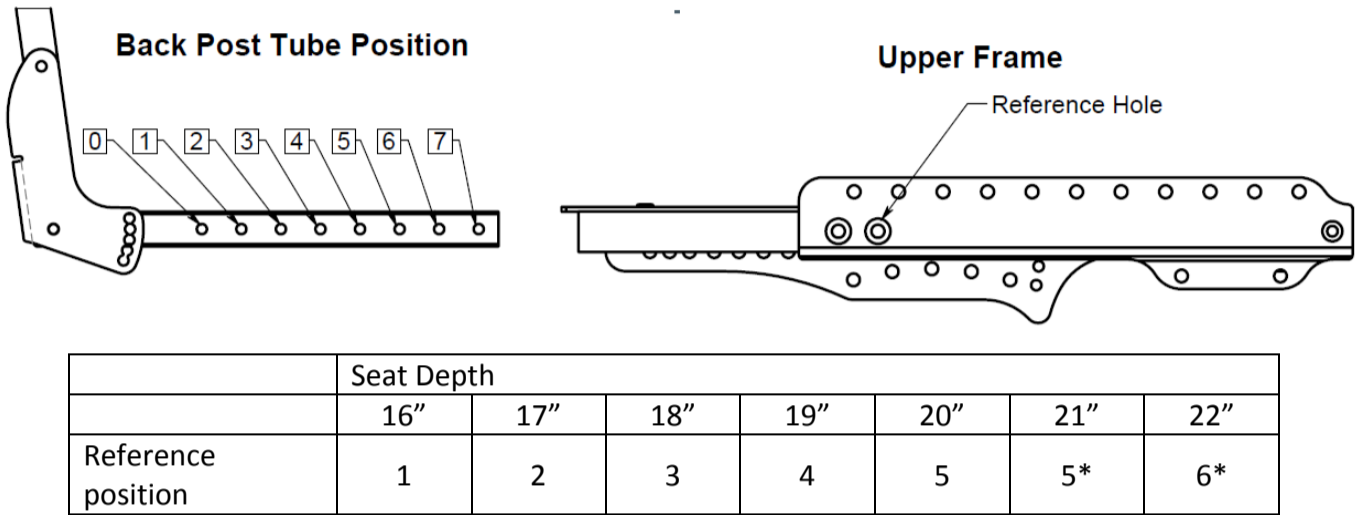 Back Post Tube Position
Upper Frame
Reference Hole
0 1 2 3 4 5 6 7
Seat Depth
16” 17” 18” 19” 20” 21” 22”
Reference
position 1 2 3 4 5 5* 6*